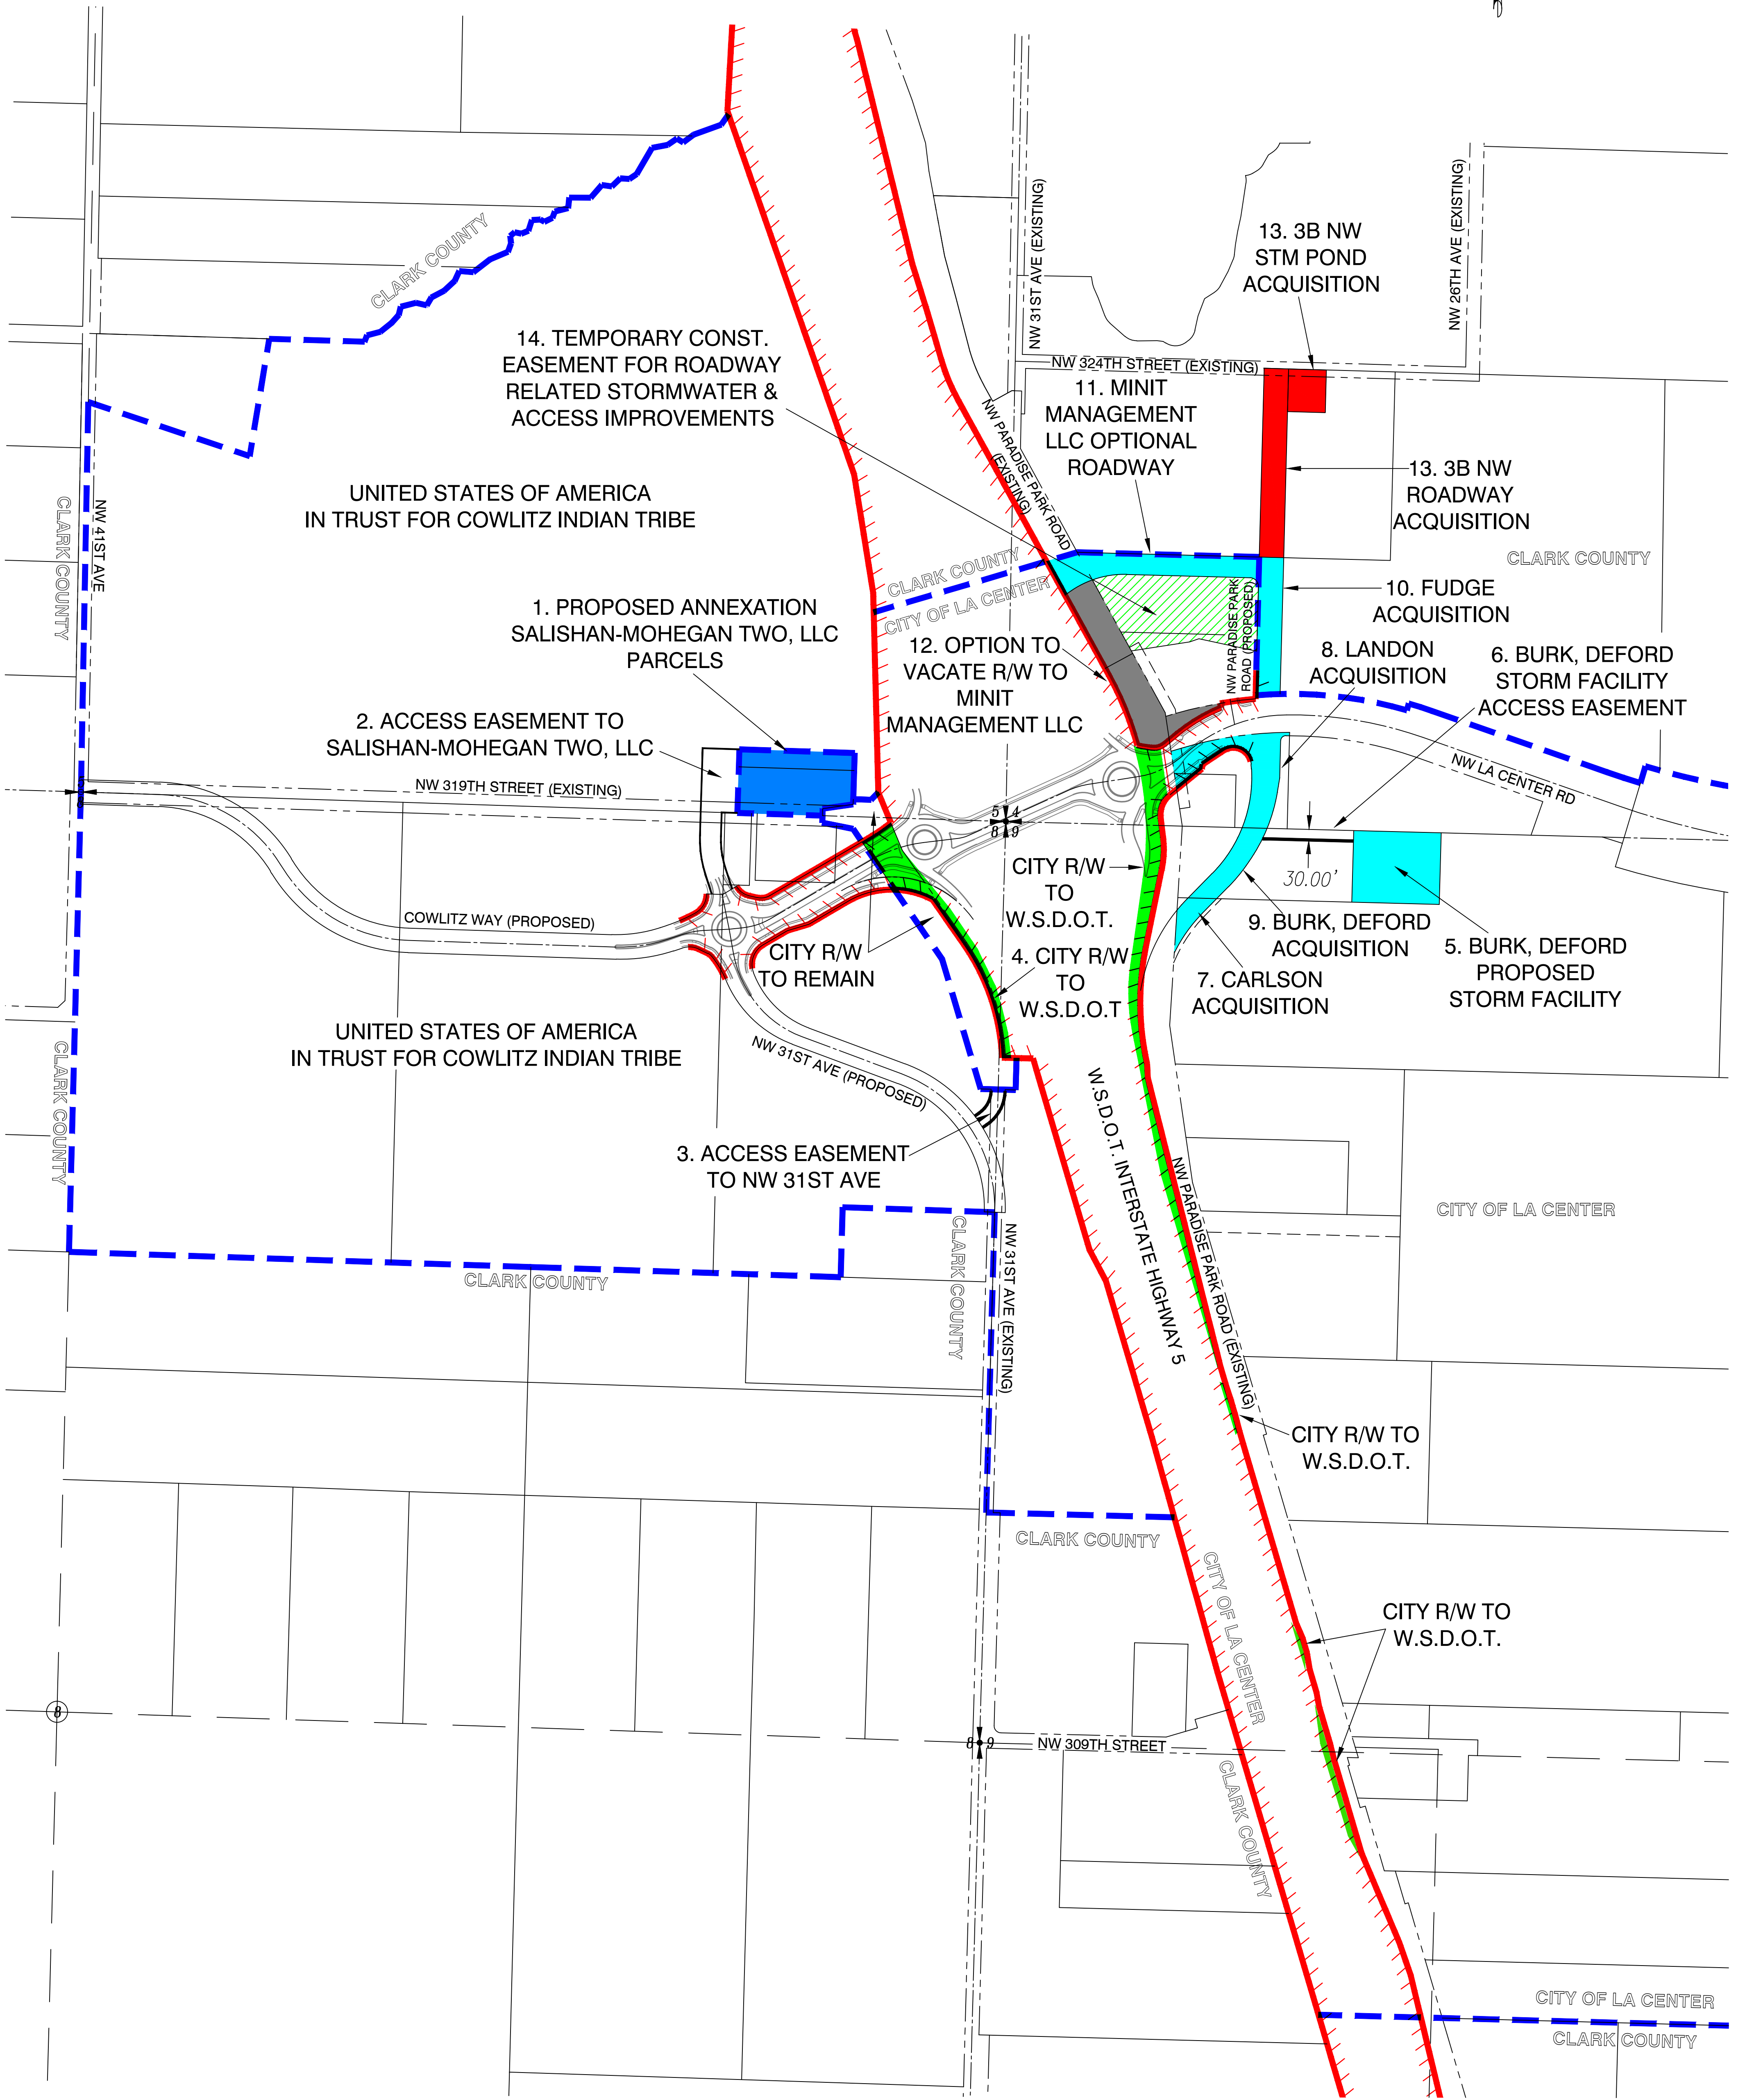 NW 31ST AVE (EXISTING)
NW 26TH AVE (EXISTING)
13. 3B NW
STM POND
ACQUISITION
CLARK COUNTY
14. TEMPORARY CONST.
EASEMENT FOR ROADWAY
RELATED STORMWATER &
ACCESS IMPROVEMENTS
NW 324TH STREET (EXISTING)
11. MINIT
MANAGEMENT
LLC OPTIONAL
ROADWAY
NW PARADISE PARK ROAD
(EXISTING)
13. 3B NW
ROADWAY
ACQUISITION
CLARK COUNTY
UNITED STATES OF AMERICA
IN TRUST FOR COWLITZ INDIAN TRIBE
CLARK COUNTY
NW 41ST AVE
CLARK COUNTY
CITY OF LA CENTER
10. FUDGE
ACQUISITION
NW PARADISE PARK
ROAD (PROPOSED)
1. PROPOSED ANNEXATION
SALISHAN-MOHEGAN TWO, LLC
PARCELS
12. OPTION TO
VACATE R/W TO
MINIT
MANAGEMENT LLC
8. LANDON
ACQUISITION
6. BURK, DEFORD
STORM FACILITY
ACCESS EASEMENT
2. ACCESS EASEMENT TO
SALISHAN-MOHEGAN TWO, LLC
NW 319TH STREET (EXISTING)
NW LA CENTER RD
5 4
8 9
30.00'
CITY R/W
TO
W.S.D.O.T.
COWLITZ WAY (PROPOSED)
CITY R/W
TO REMAIN
4. CITY R/W
TO
W.S.D.O.T
9. BURK, DEFORD
ACQUISITION
7. CARLSON
ACQUISITION
5. BURK, DEFORD
PROPOSED
STORM FACILITY
UNITED STATES OF AMERICA
IN TRUST FOR COWLITZ INDIAN TRIBE
CLARK COUNTY
NW 31ST AVE (PROPOSED)
W.S.D.O.T. INTERSTATE HIGHWAY 5
3. ACCESS EASEMENT
TO NW 31ST AVE
NW PARADISE PARK ROAD (EXISTING)
CITY OF LA CENTER
CLARK COUNTY
CLARK COUNTY
NW 31ST AVE (EXISTING)
CITY R/W TO
W.S.D.O.T.
CLARK COUNTY
CITY OF LA CENTER
CITY R/W TO
W.S.D.O.T.
8
8 9
NW 309TH STREET
CLARK COUNTY
CITY OF LA CENTER
CLARK COUNTY